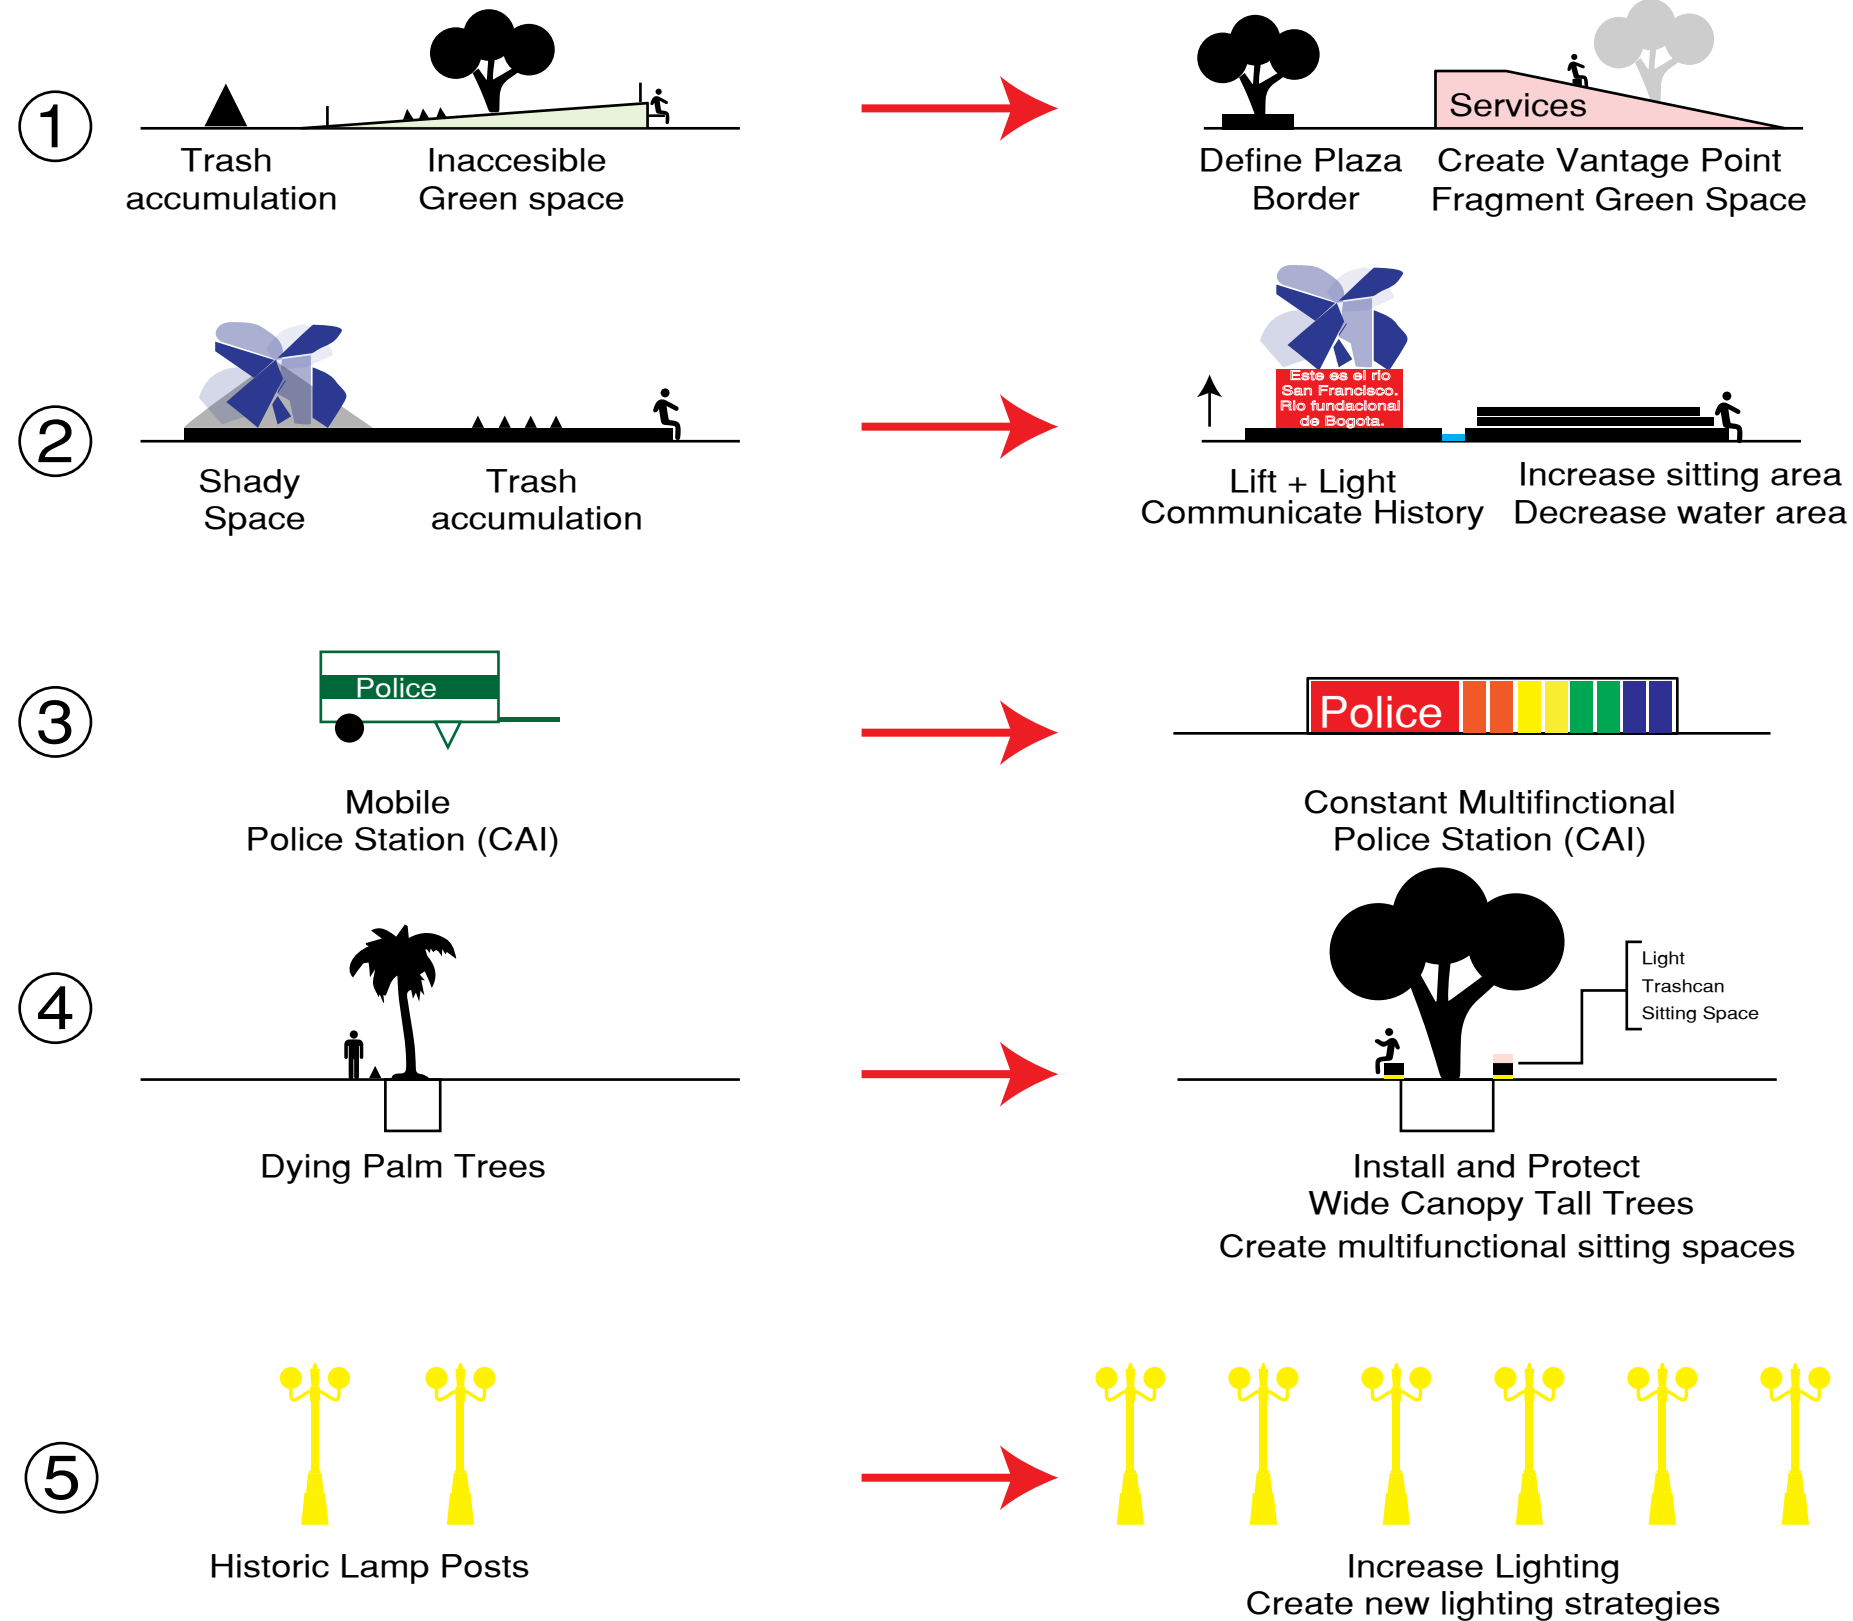 1
Trash
accumulation
Inaccesible
Green space
Services
Define Plaza
Border
Create Vantage Point
Fragment Green Space
2
Shady
Space
Trash
accumulation
Este es el rio
San Francisco.
Rio fundacional
de Bogota.
Lift + Light
Communicate History
Increase sitting area
Decrease water area
3
Police
Mobile
Police Station (CAI)
Police
Constant Multifinctional
Police Station (CAI)
4
Dying Palm Trees
Light
Trashcan
Sitting Space
Install and Protect
Wide Canopy Tall Trees
Create multifunctional sitting spaces
5
Historic Lamp Posts
Increase Lighting
Create new lighting strategies